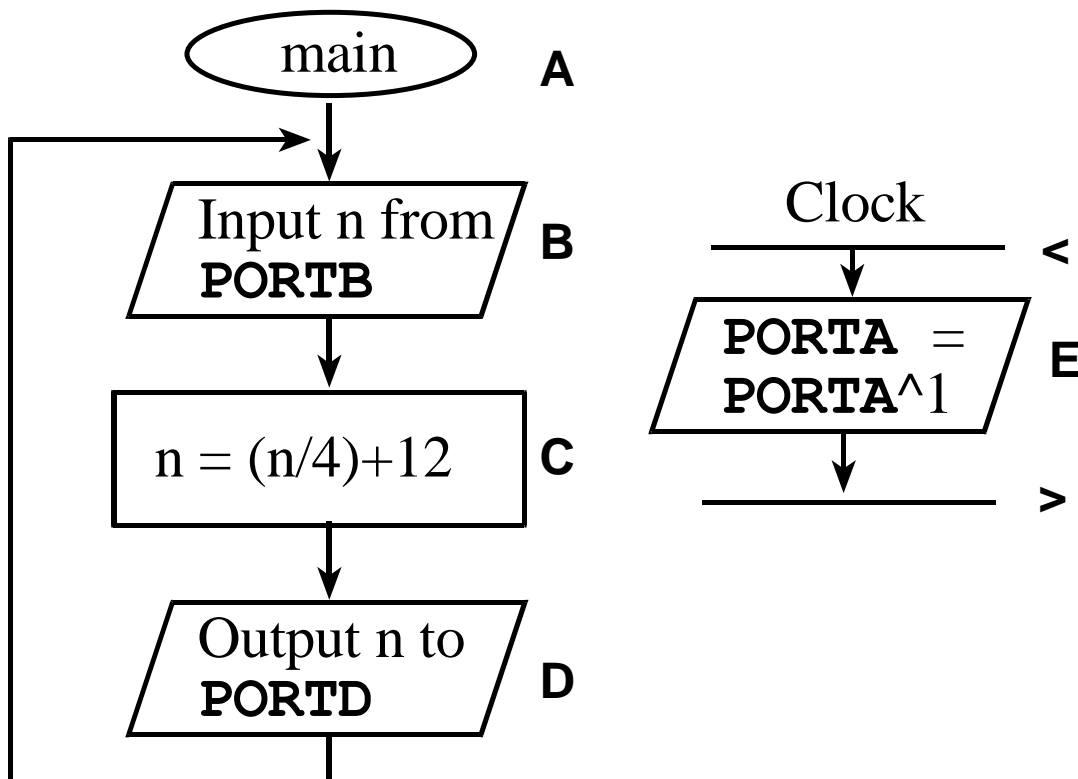 main
A
Input n from
PORTB
B
n = (n/4)+12
C
Output n to
PORTD
D
Clock
<
PORTA =
PORTA^1
E
>